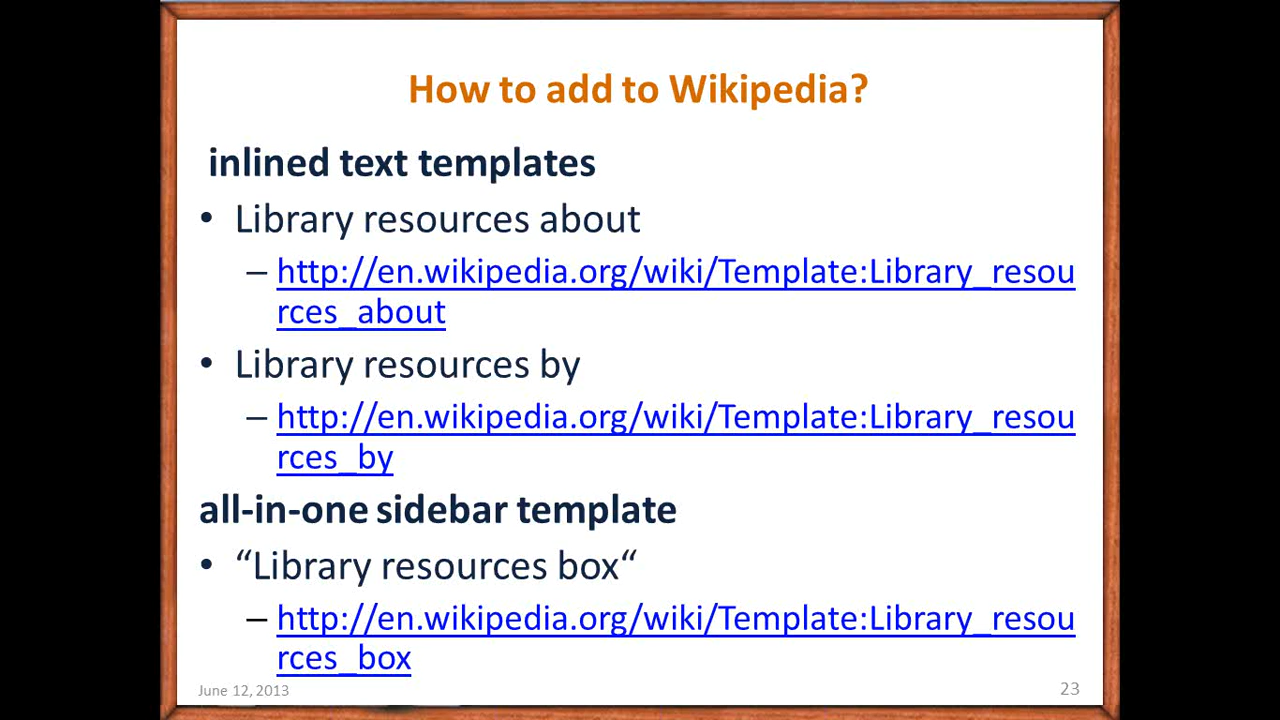 How to add to Wikipedia?
inlined text templates
• Library resources about
– http://en.wikipedia.org/wiki/Template:Library_resou
rces_about
• Library resources by
– http://en.wikipedia.org/wiki/Template:Library_resou
rces_by
all-in-one sidebar template
• “Library resources box“
– http://en.wikipedia.org/wiki/Template:Library_resou
rces_box
June 12, 2013
23